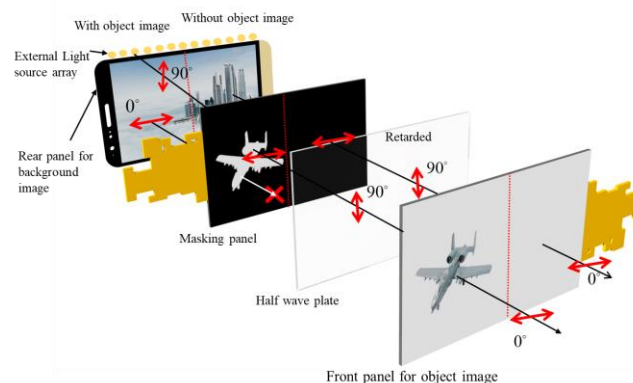 With object image
Without object image
External Light
source array
90°
0°
Rear panel for
background
image
Retarded
90°
90°
Masking panel
Half wave plate
0°
0°
Front panel for object image